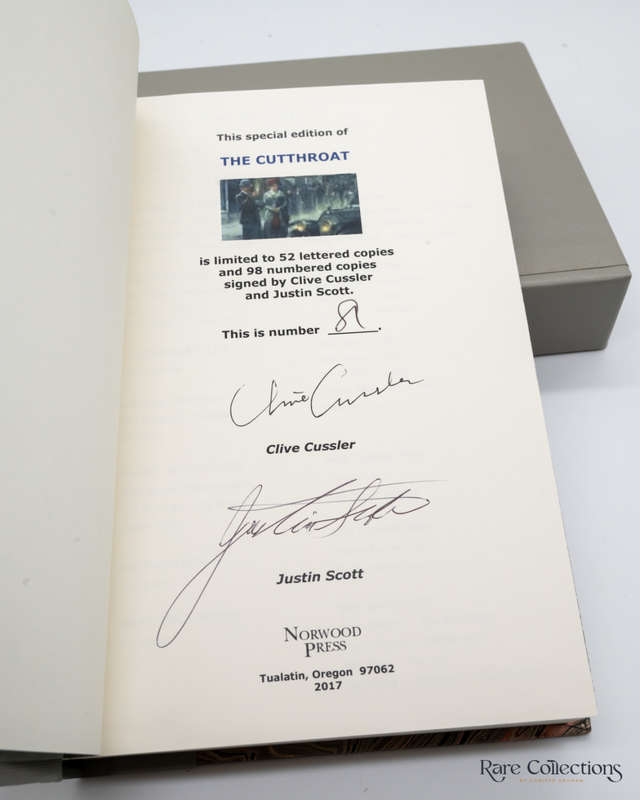 This special edition of
THE CUTTHROAT
is limited to 52 lettered copies
and 98 numbered copies
signed by Clive Cussler
and Justin Scott.
This is number 81.
Clive Cussler
Clive Cussler
Justin Scott
Justin Scott
NORWOOD
PRESS
Tualatin, Oregon 97062
2017
RARE COLLECTIONS